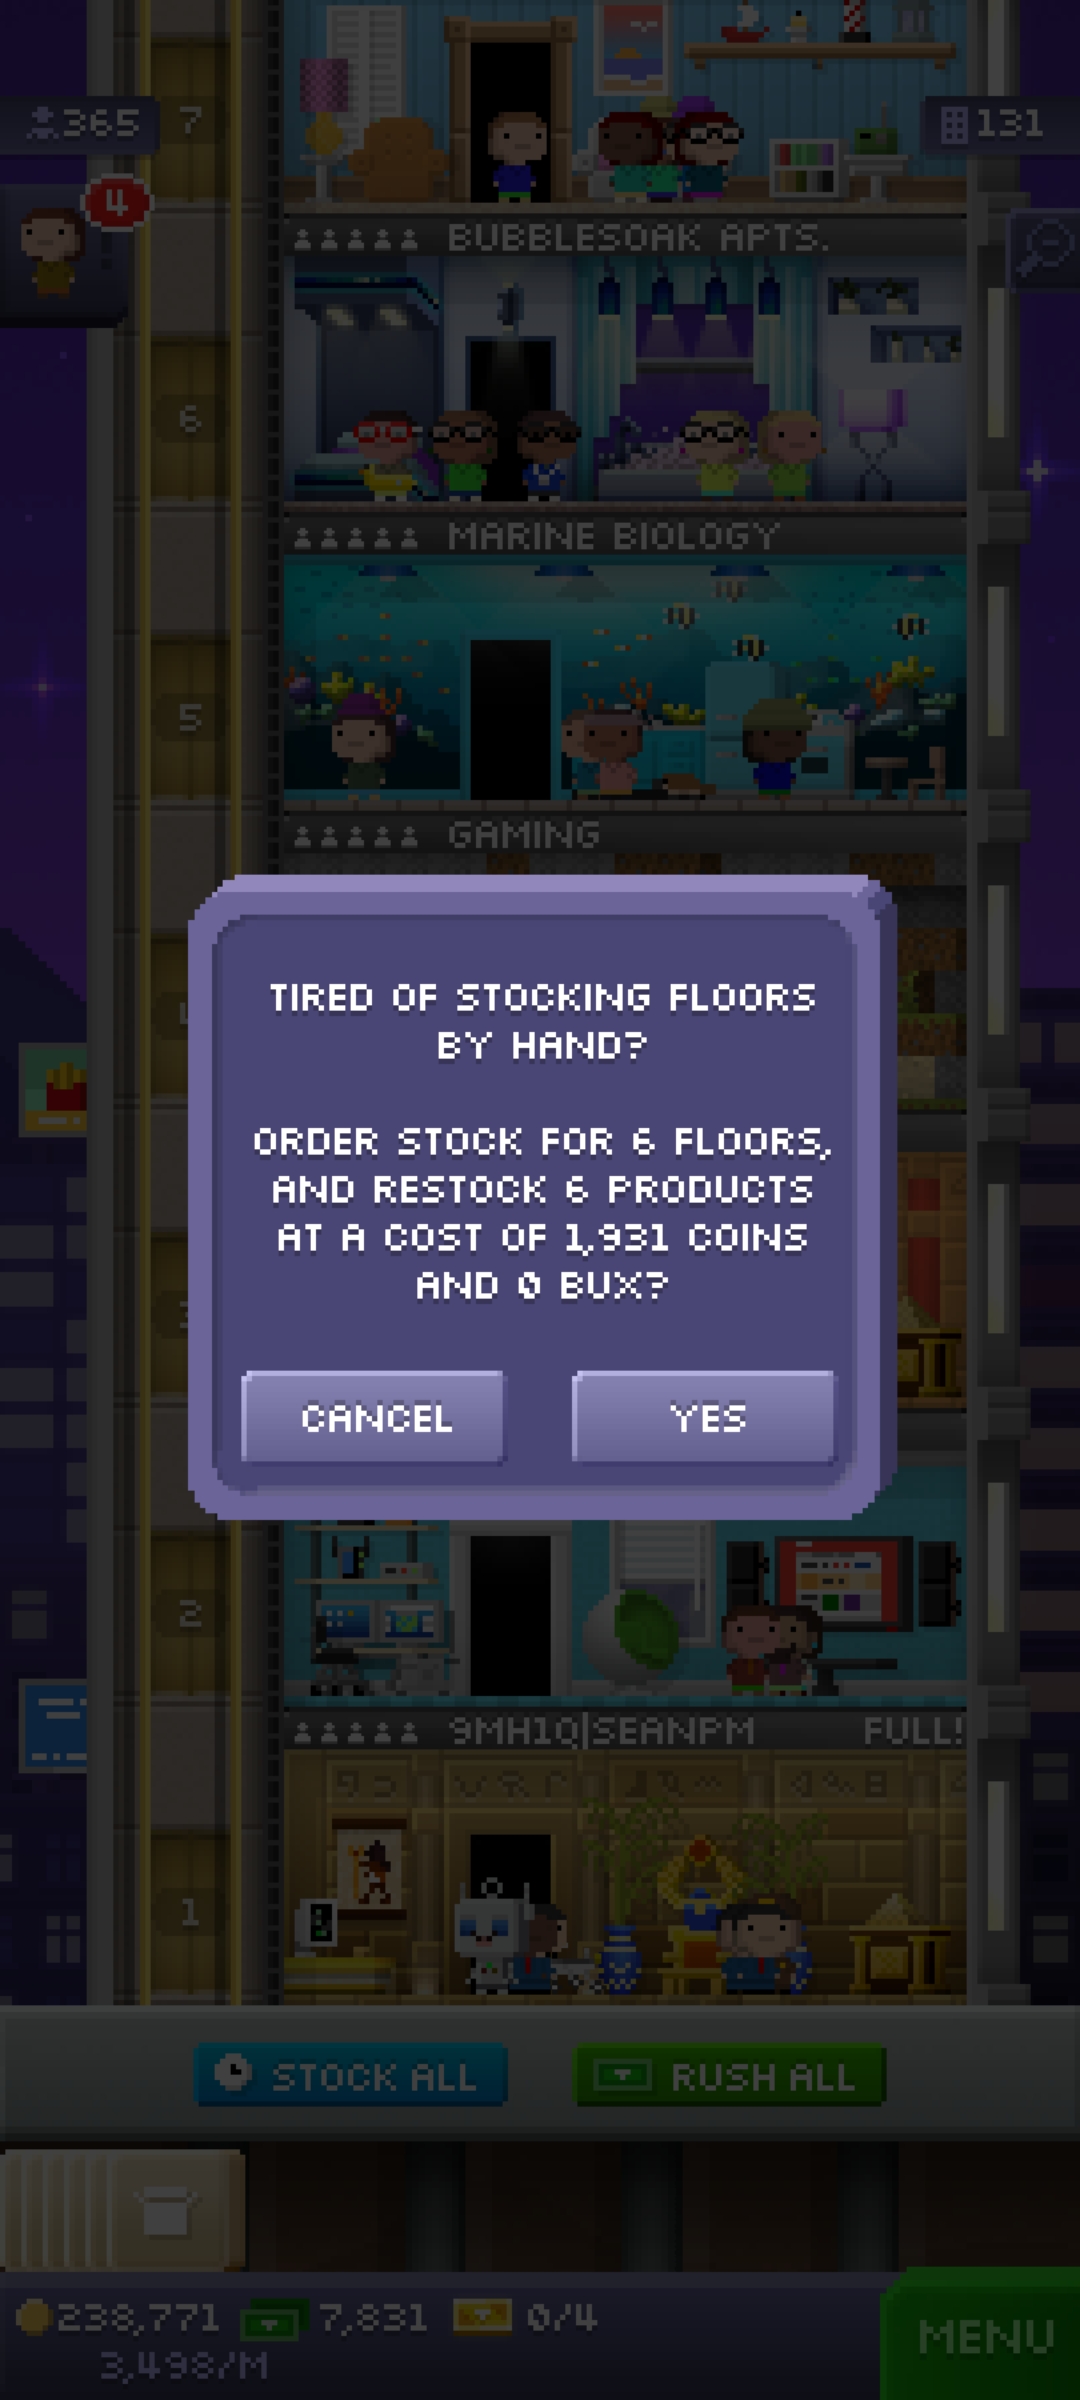 365
7
131
4
BUBBLESOAK APTS.
6
MARINE BIOLOGY
5
GAMING
TIRED OF STOCKING FLOORS
BY HAND?
ORDER STOCK FOR 6 FLOORS,
AND RESTOCK 6 PRODUCTS
AT A COST OF 1,931 COINS
AND 0 BUX?
CANCEL
YES
2
9MH1Q|SEANPM
FULL!
1
STOCK ALL
RUSH ALL
238,771
7,831
0/4
3,498/M
MENU